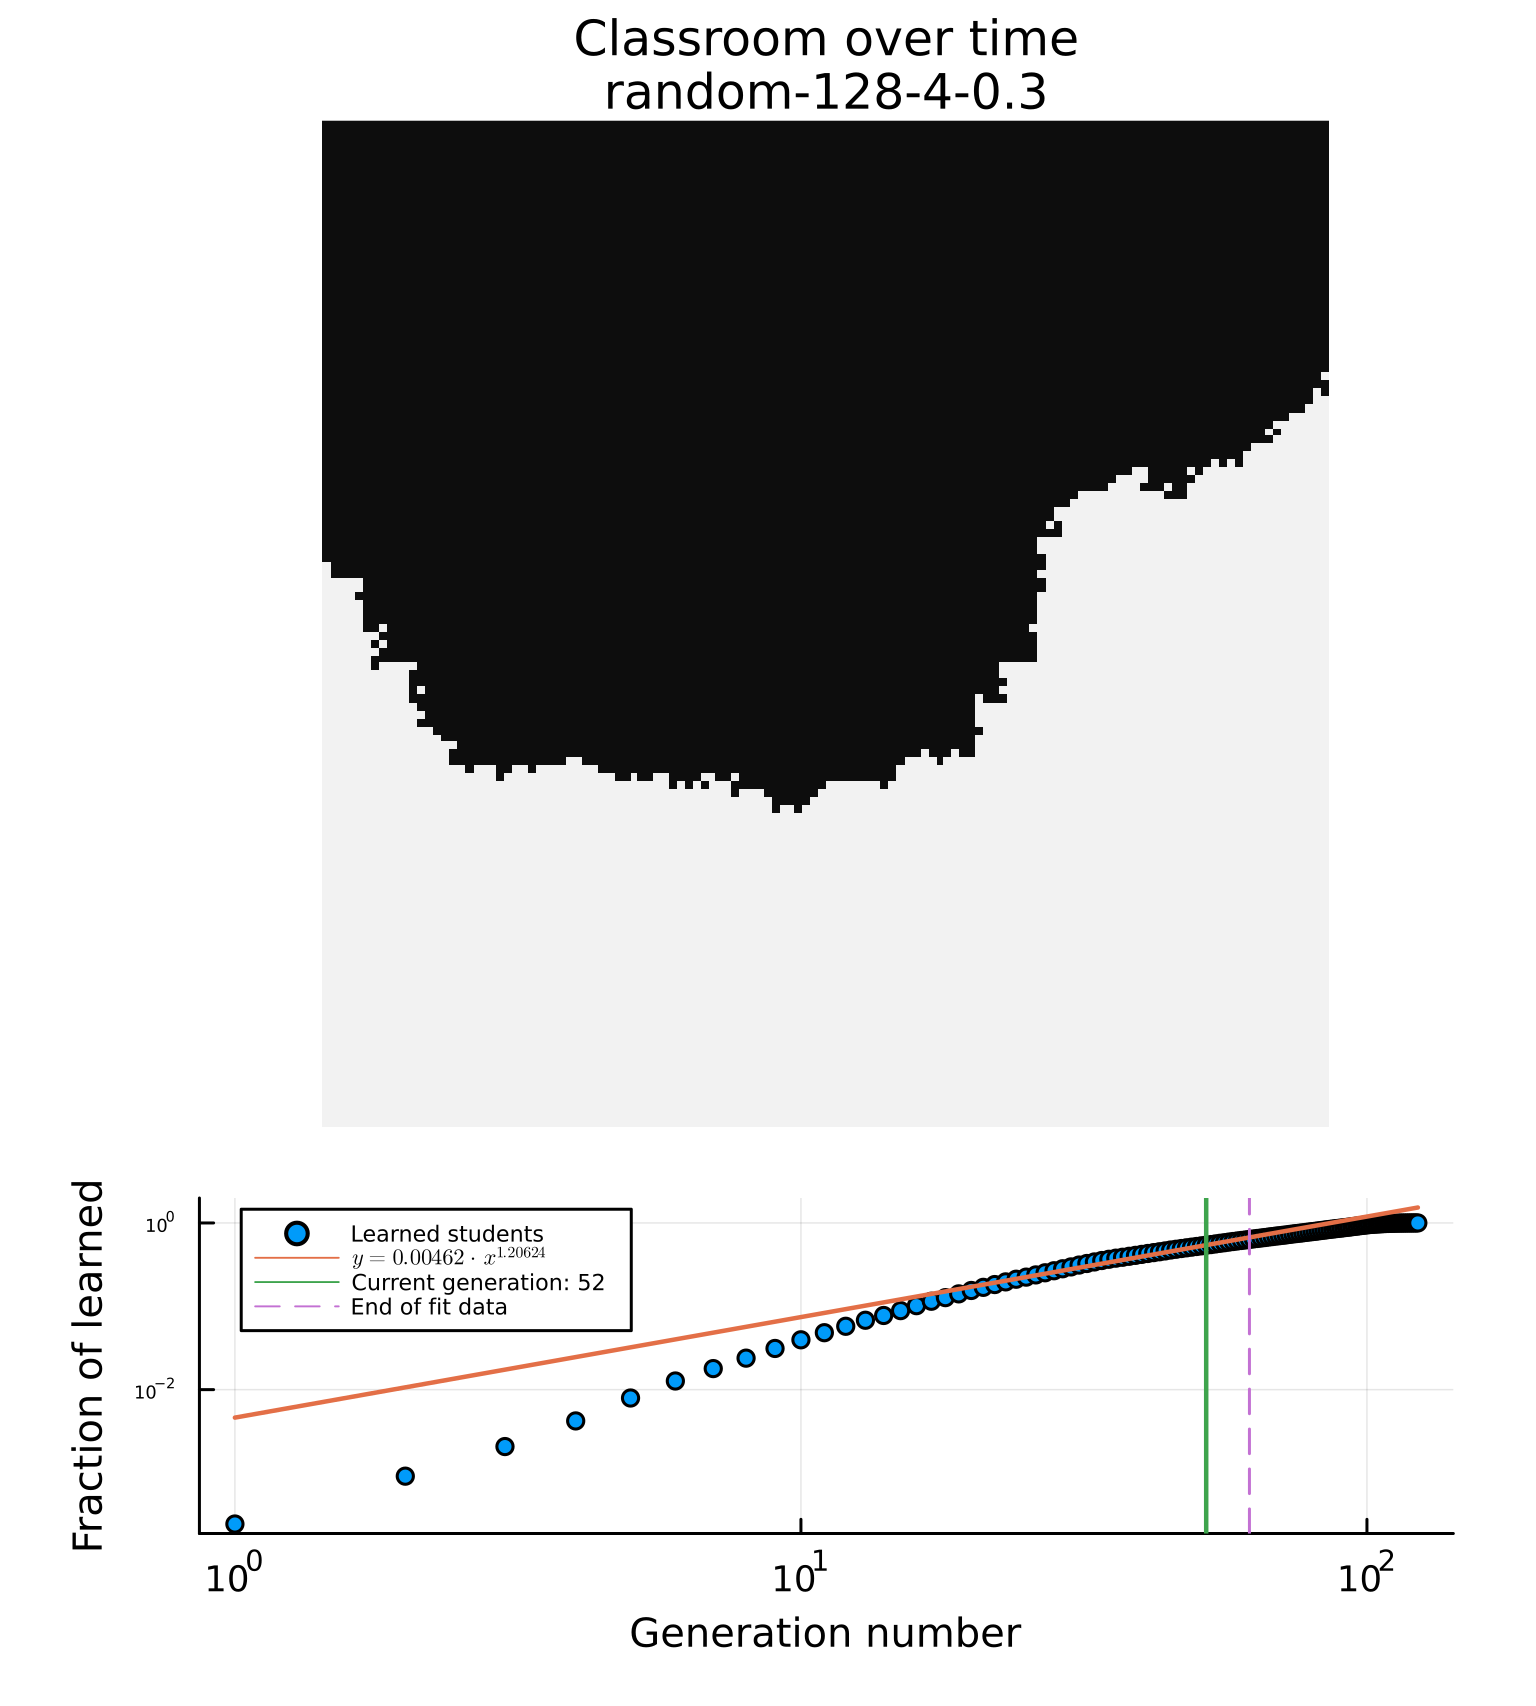 Classroom over time
random-128-4-0.3
Fraction of learned
10^0
10^−2
Learned students
y = 0.00462 · x^1.20624
Current generation: 52
End of fit data
10^0 10^1 10^2
Generation number